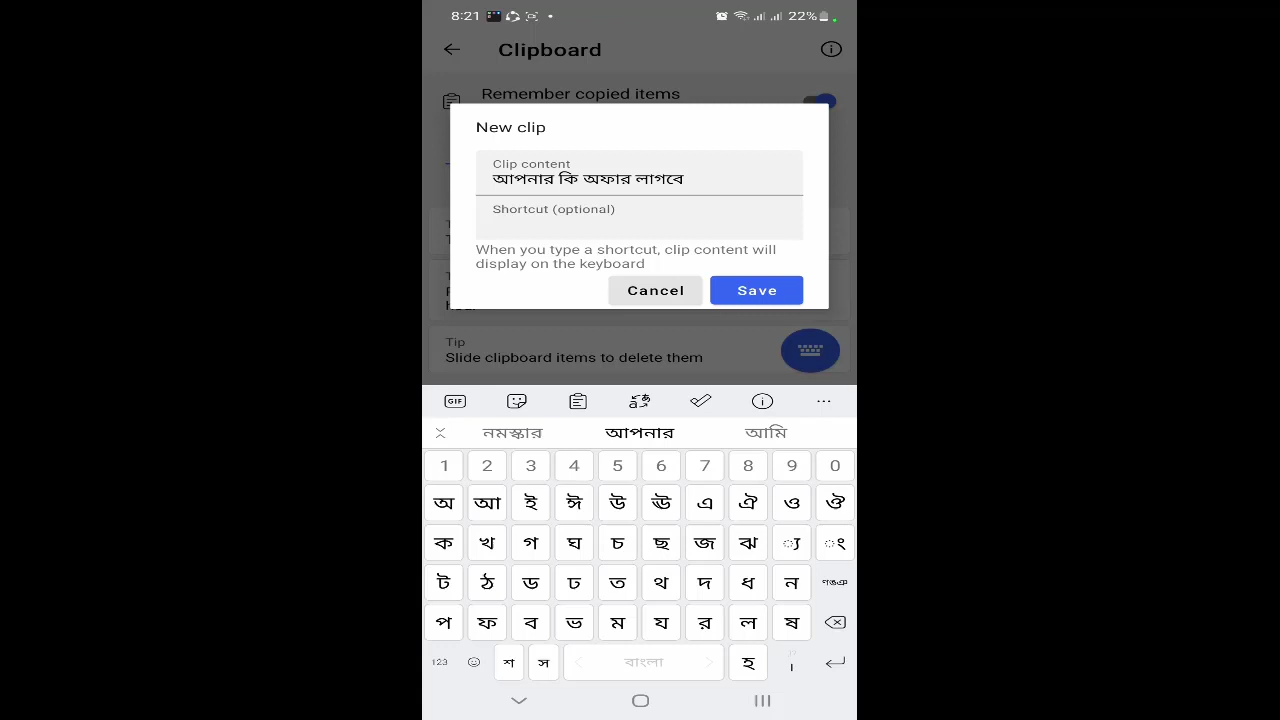 8:21 22%
Clipboard
Remember copied items
New clip
Clip content
আপনার কি অফার লাগবে
Shortcut (optional)
When you type a shortcut, clip content will
display on the keyboard
Cancel Save
Tip
Slide clipboard items to delete them
GIF
নমস্কার আপনার আমি
1 2 3 4 5 6 7 8 9 0
অ আ ই ঈ উ ঊ এ ঐ ও ঔ
ক খ গ ঘ চ ছ জ ঝ ্য ং
ট ঠ ড ঢ ত থ দ ধ ন ণঙঞ
প ফ ব ভ ম য র ল ষ
123 শ স বাংলা হ ।